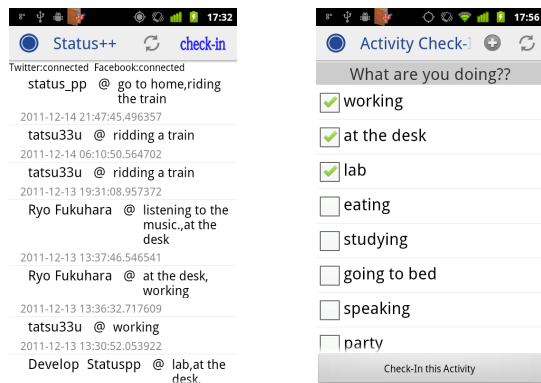 17:32
Status++
check-in
Twitter:connected Facebook:connected
status_pp @ go to home,riding
the train
2011-12-14 21:47:45.496357
tatsu33u @ ridding a train
2011-12-14 06:10:50.564702
tatsu33u @ ridding a train
2011-12-13 19:31:08.957372
Ryo Fukuhara @ listening to the
music.,at the
desk
2011-12-13 13:37:46.546541
Ryo Fukuhara @ at the desk,
working
2011-12-13 13:36:32.717609
tatsu33u @ working
2011-12-13 13:30:52.053922
Develop Statuspp @ lab,at the
desk,
17:56
Activity Check-
What are you doing??
working
at the desk
lab
eating
studying
going to bed
speaking
party
Check-In this Activity